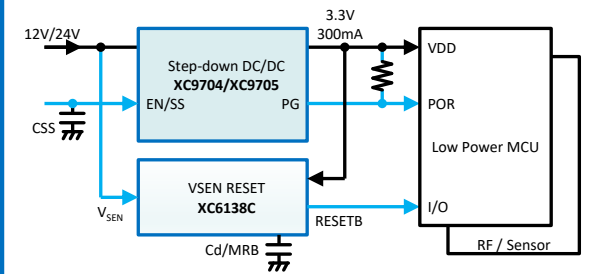 3.3V
12V/24V
300mA
Step-down DC/DC
VDD
XC9704/XC9705
EN/SS
PG
POR
CSS
Low Power MCU
VSEN RESET
XC6138C
I/O
VSEN
RESETB
Cd/MRB
RF / Sensor